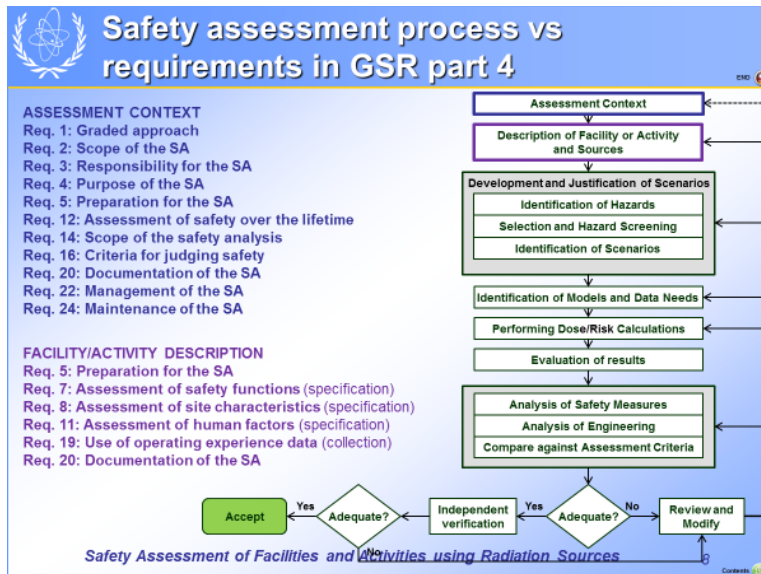 Safety assessment process vs
requirements in GSR part 4
END
ASSESSMENT CONTEXT
Req. 1: Graded approach
Req. 2: Scope of the SA
Req. 3: Responsibility for the SA
Req. 4: Purpose of the SA
Req. 5: Preparation for the SA
Req. 12: Assessment of safety over the lifetime
Req. 14: Scope of the safety analysis
Req. 16: Criteria for judging safety
Req. 20: Documentation of the SA
Req. 22: Management of the SA
Req. 24: Maintenance of the SA
FACILITY/ACTIVITY DESCRIPTION
Req. 5: Preparation for the SA
Req. 7: Assessment of safety functions (specification)
Req. 8: Assessment of site characteristics (specification)
Req. 11: Assessment of human factors (specification)
Req. 19: Use of operating experience data (collection)
Req. 20: Documentation of the SA
Assessment Context
Description of Facility or Activity
and Sources
Development and Justification of Scenarios
Identification of Hazards
Selection and Hazard Screening
Identification of Scenarios
Identification of Models and Data Needs
Performing Dose/Risk Calculations
Evaluation of results
Analysis of Safety Measures
Analysis of Engineering
Compare against Assessment Criteria
Accept
Yes
Adequate?
No
Independent
verification
Yes
Adequate?
No
Review and
Modify
Safety Assessment of Facilities and Activities using Radiation Sources
8
Contents